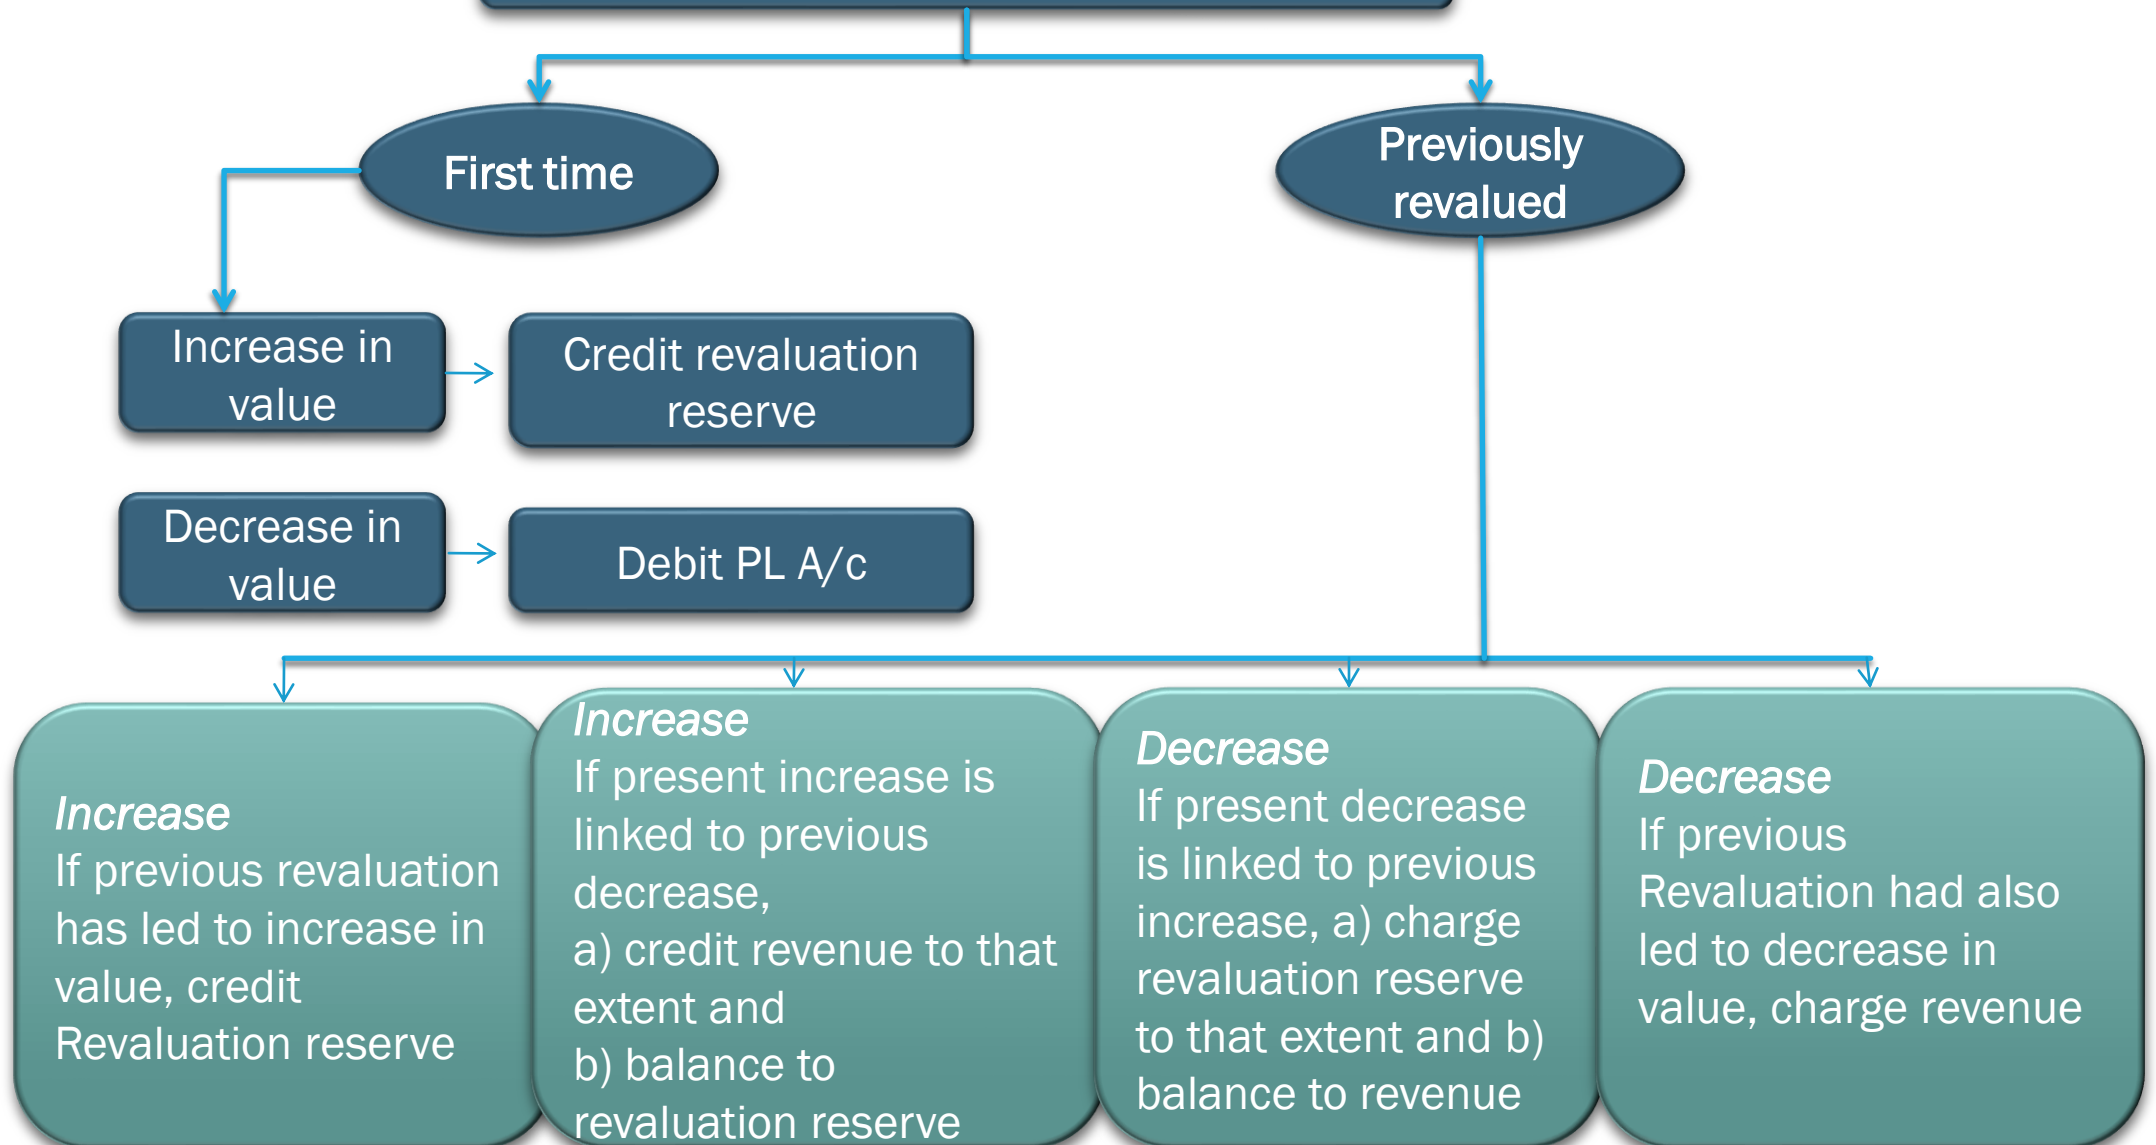 First time
Previously
revalued
Increase in
value
Credit revaluation
reserve
Decrease in
value
Debit PL A/c
Increase
If previous revaluation
has led to increase in
value, credit
Revaluation reserve
Increase
If present increase is
linked to previous
decrease,
a) credit revenue to that
extent and
b) balance to
revaluation reserve
Decrease
If present decrease
is linked to previous
increase, a) charge
revaluation reserve
to that extent and b)
balance to revenue
Decrease
If previous
Revaluation had also
led to decrease in
value, charge revenue